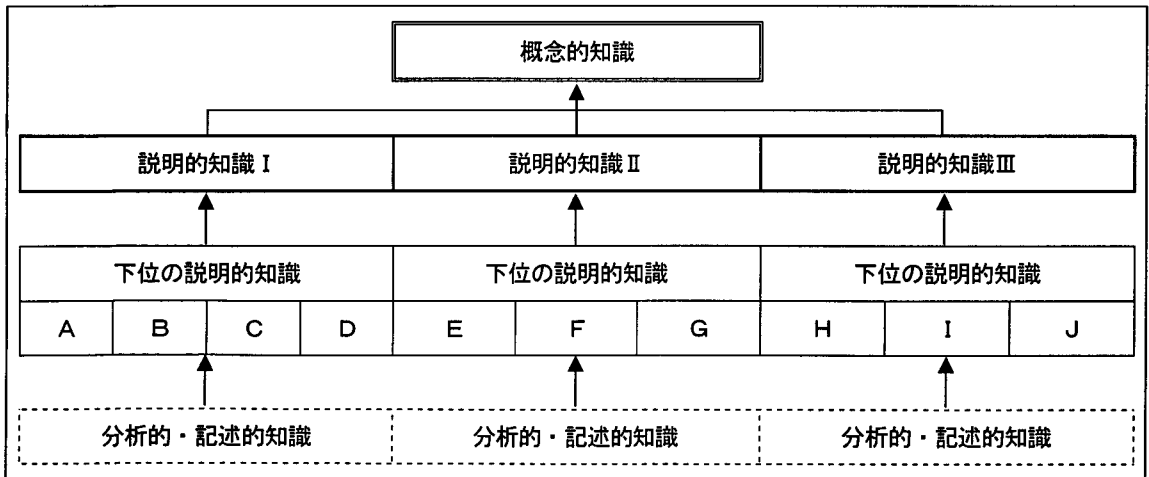 概念的知識
説明的知識Ⅰ 説明的知識Ⅱ 説明的知識Ⅲ
下位の説明的知識 下位の説明的知識 下位の説明的知識
A B C D E F G H I J
分析的・記述的知識 分析的・記述的知識 分析的・記述的知識